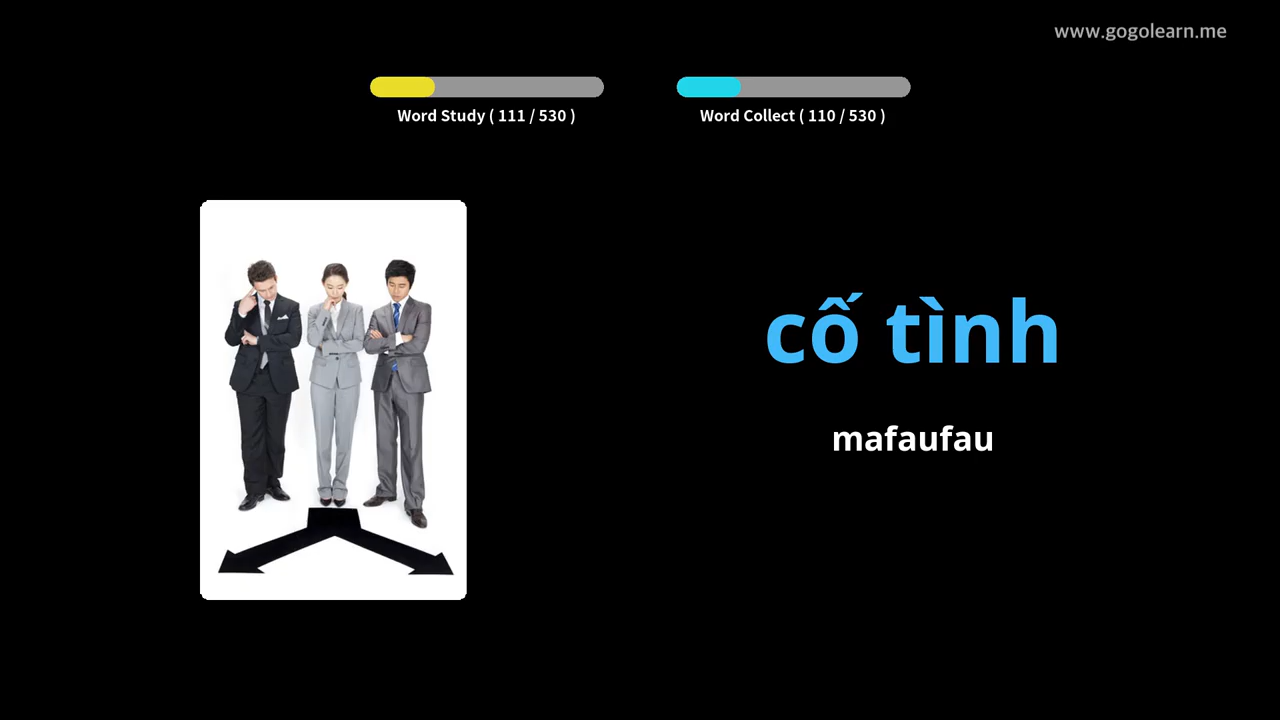 www.gogolearn.me
Word Study ( 111 / 530 )
Word Collect ( 110 / 530 )
cố tình
mafaufau